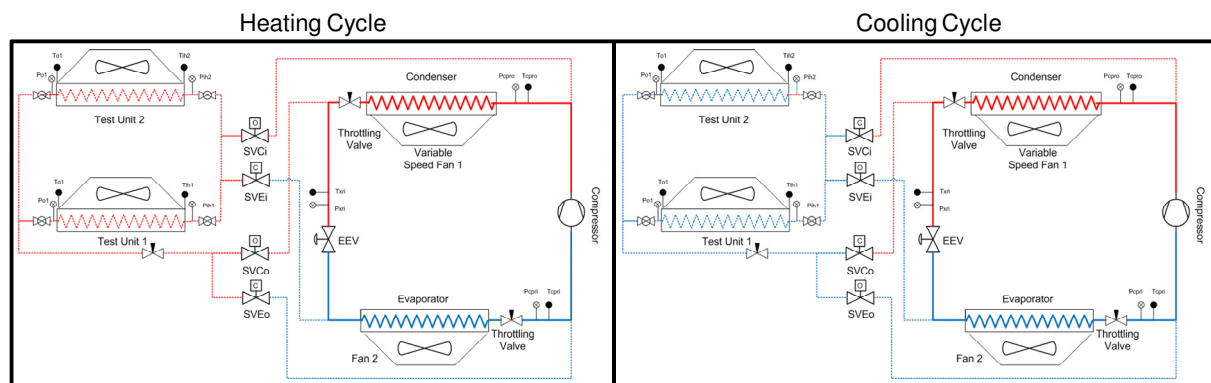 Heating Cycle
To1
Tih2
Po1
Pih2
Test Unit 2
O
SVCi
C
SVEi
To1
Tih1
Po1
Pih1
Test Unit 1
O
SVCo
C
SVEo
Condenser
Pcpro
Tcpro
Throttling
Valve
Variable
Speed Fan 1
Txri
Pxri
EEV
Compressor
Evaporator
Pcpri
Tcpri
Throttling
Valve
Fan 2
Cooling Cycle
To1
Tih2
Po1
Pih2
Test Unit 2
C
SVCi
O
SVEi
To1
Tih1
Po1
Pih1
Test Unit 1
C
SVCo
O
SVEo
Condenser
Pcpro
Tcpro
Throttling
Valve
Variable
Speed Fan 1
Txri
Pxri
EEV
Compressor
Evaporator
Pcpri
Tcpri
Throttling
Valve
Fan 2